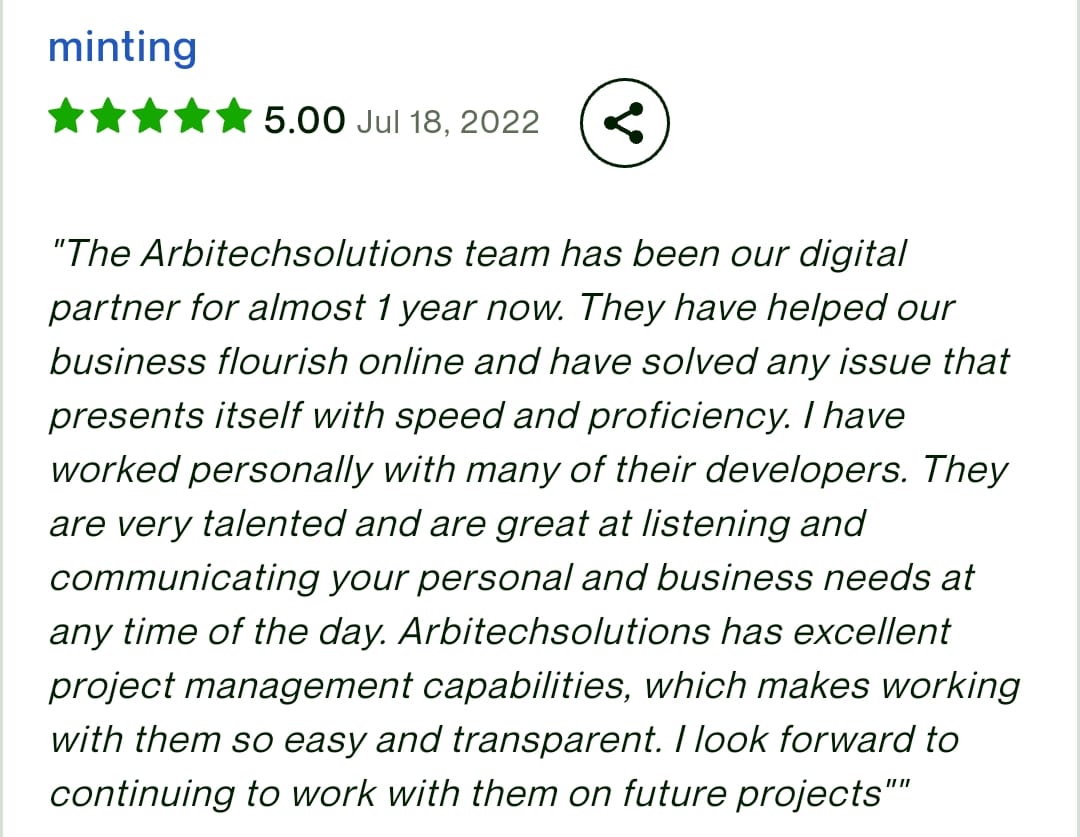 minting
5.00 Jul 18, 2022
"The Arbitechsolutions team has been our digital
partner for almost 1 year now. They have helped our
business flourish online and have solved any issue that
presents itself with speed and proficiency. I have
worked personally with many of their developers. They
are very talented and are great at listening and
communicating your personal and business needs at
any time of the day. Arbitechsolutions has excellent
project management capabilities, which makes working
with them so easy and transparent. I look forward to
continuing to work with them on future projects""